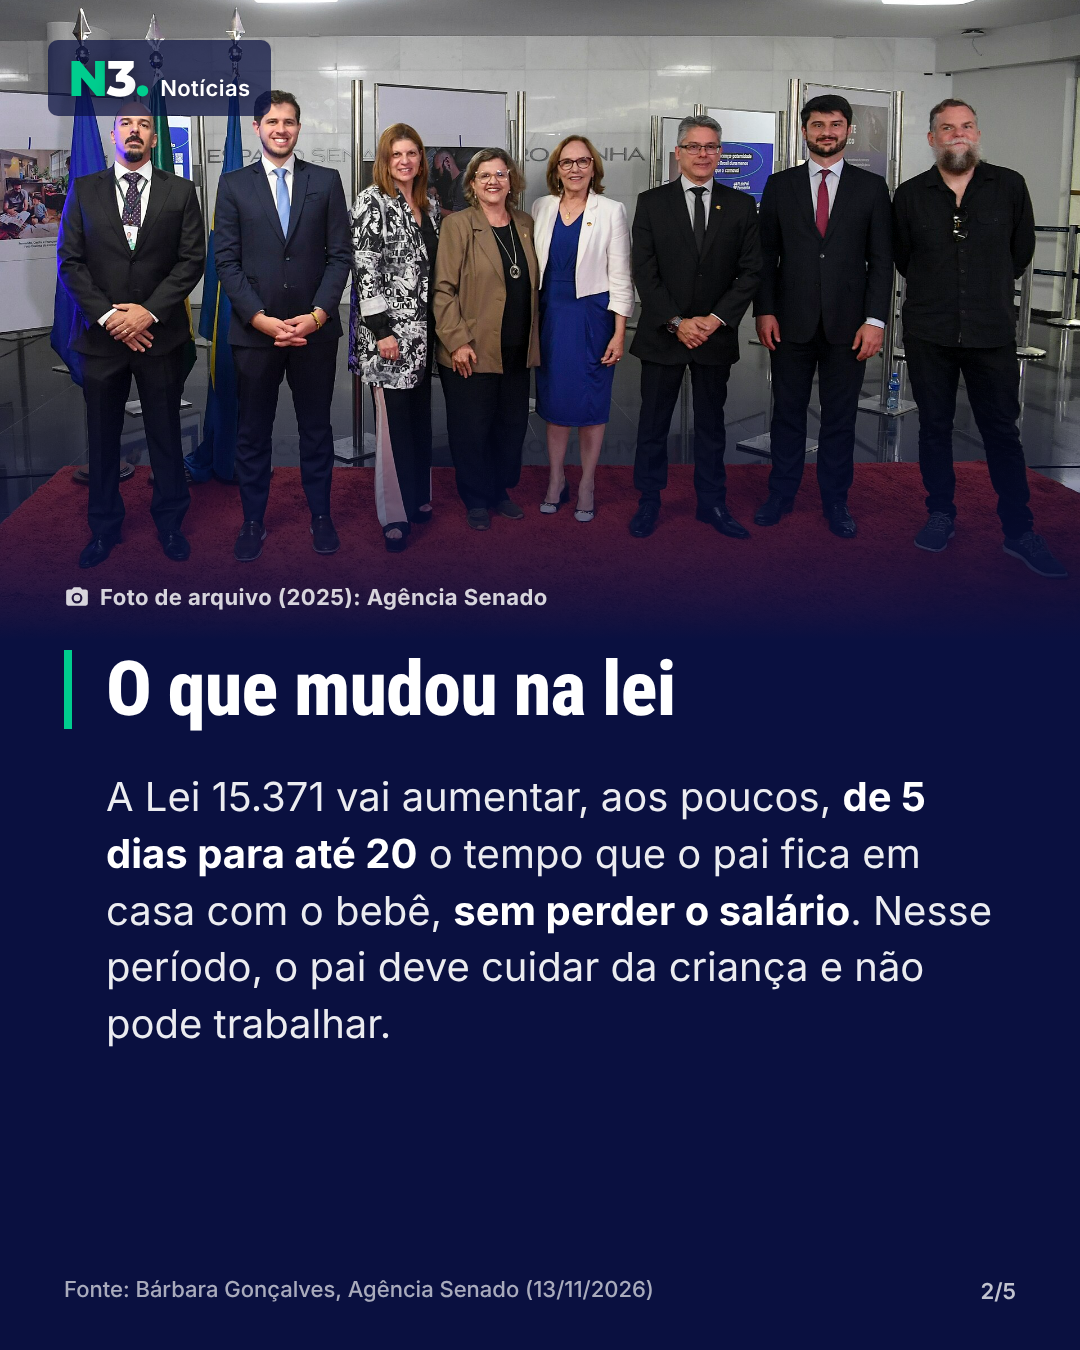 N3. Notícias
ESPA
Foto de arquivo (2025): Agência Senado
O que mudou na lei
A Lei 15.371 vai aumentar, aos poucos, de 5
dias para até 20 o tempo que o pai fica em
casa com o bebê, sem perder o salário. Nesse
período, o pai deve cuidar da criança e não
pode trabalhar.
Fonte: Bárbara Gonçalves, Agência Senado (13/11/2026)
2/5